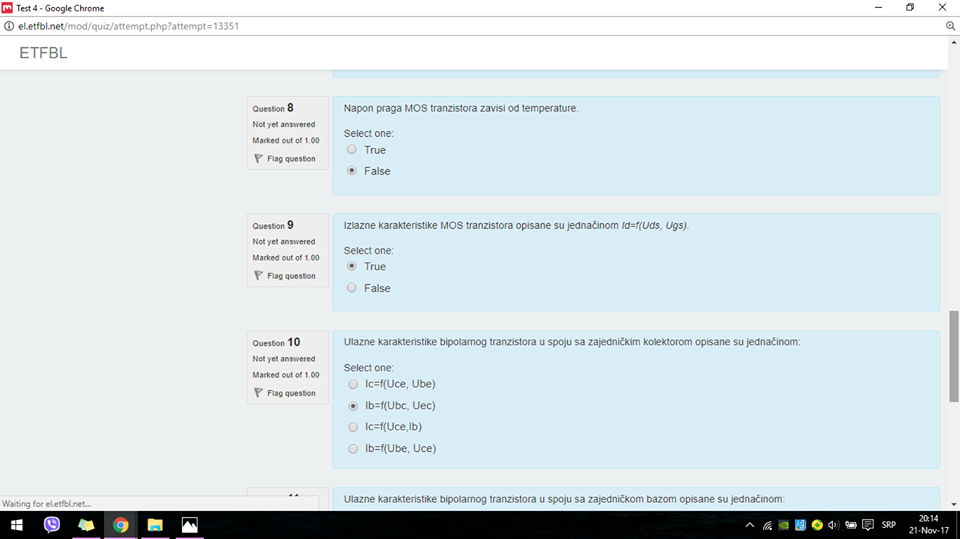 Test 4 - Google Chrome
el.etfbl.net/mod/quiz/attempt.php?attempt=13351
ETFBL
Question 8
Not yet answered
Marked out of 1.00
Flag question
Napon praga MOS tranzistora zavisi od temperature.
Select one:
True
False
Question 9
Not yet answered
Marked out of 1.00
Flag question
Izlazne karakteristike MOS tranzistora opisane su jednačinom Id=f(Uds, Ugs).
Select one:
True
False
Question 10
Not yet answered
Marked out of 1.00
Flag question
Ulazne karakteristike bipolarnog tranzistora u spoju sa zajedničkim kolektorom opisane su jednačinom:
Select one:
Ic=f(Uce, Ube)
Ib=f(Ubc, Uec)
Ic=f(Uce,Ib)
Ib=f(Ube, Uce)
Ulazne karakteristike bipolarnog tranzistora u spoju sa zajedničkom bazom opisane su jednačinom:
Waiting for el.etfbl.net...
SRP
20:14
21-Nov-17